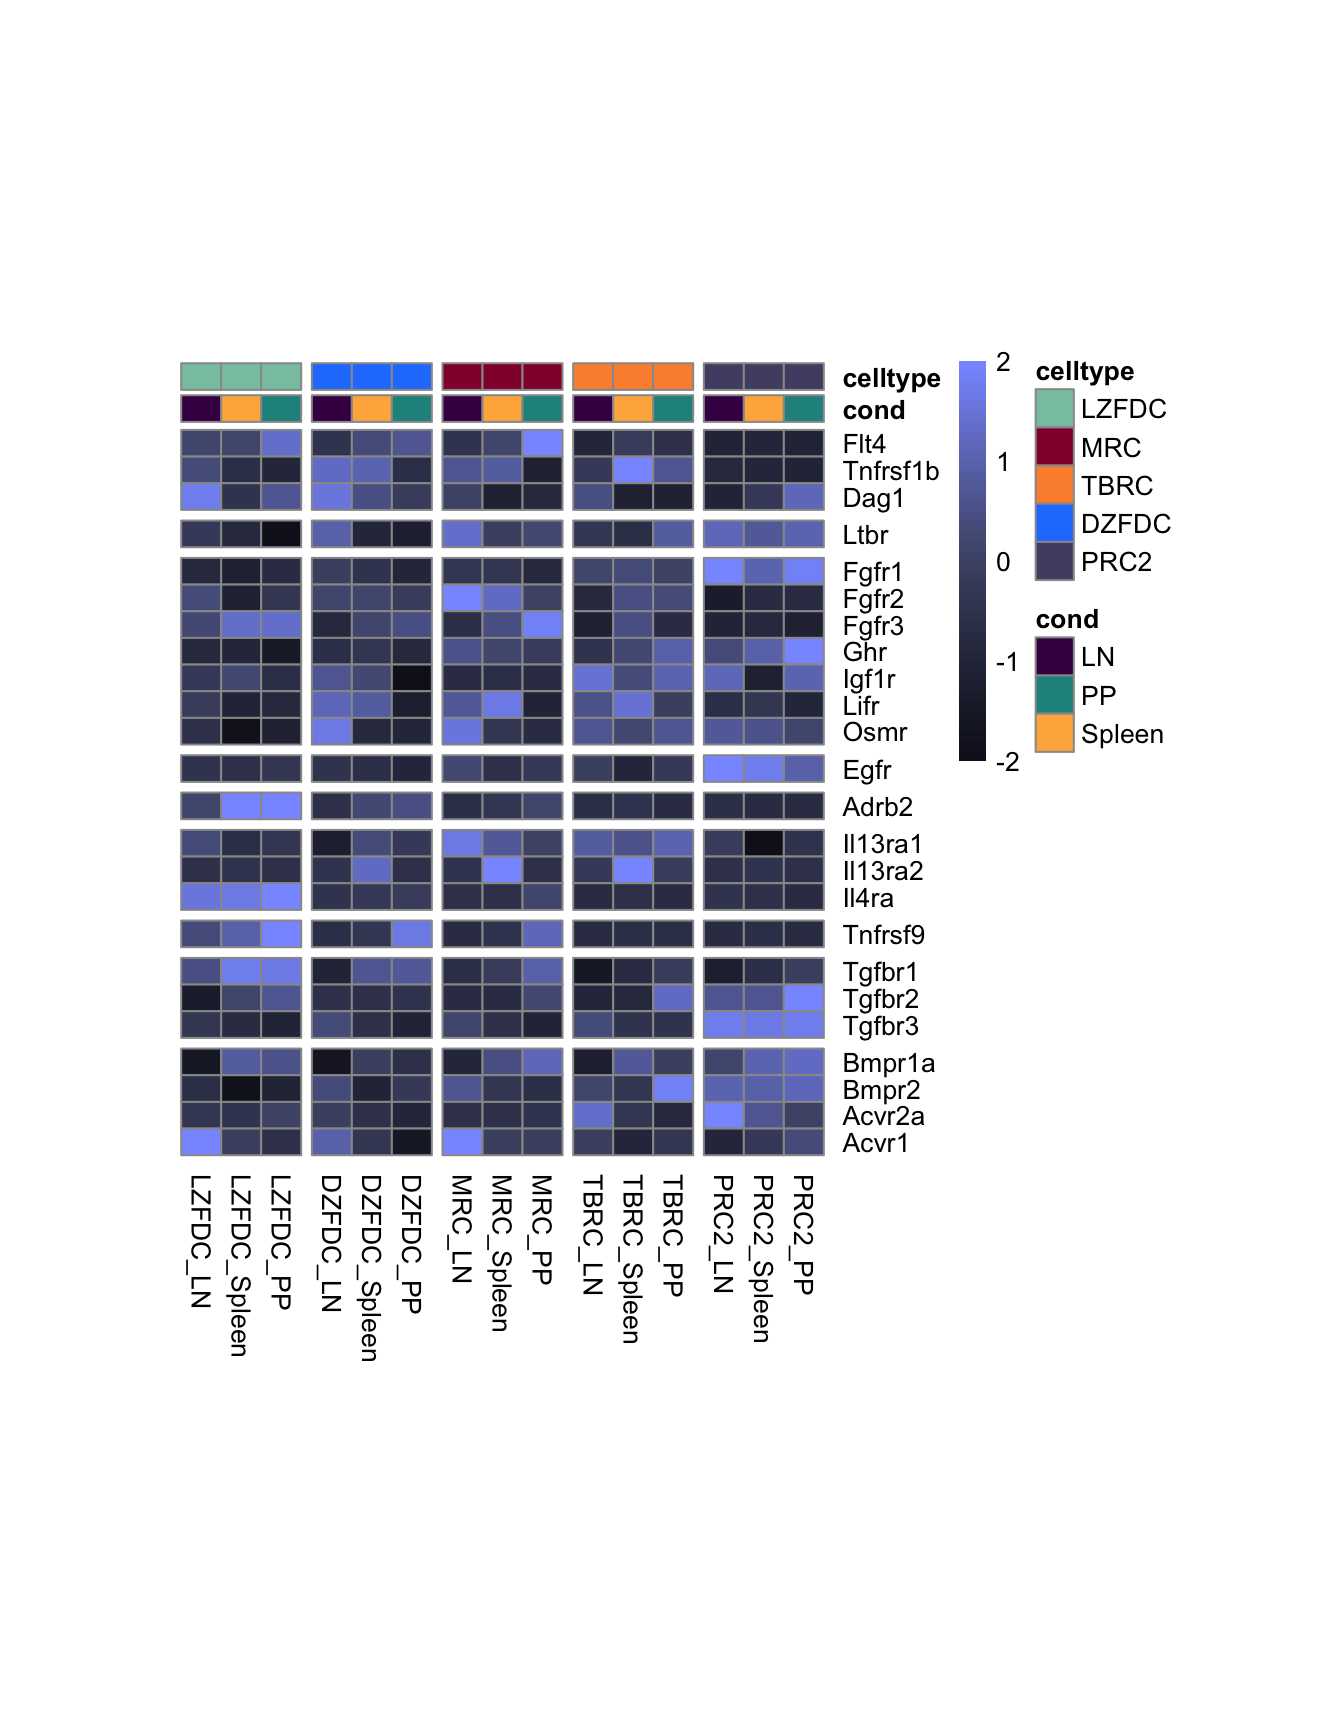 celltype
cond
Flt4
Tnfrsf1b
Dag1
Ltbr
Fgfr1
Fgfr2
Fgfr3
Ghr
Igf1r
Lifr
Osmr
Egfr
Adrb2
Il13ra1
Il13ra2
Il4ra
Tnfrsf9
Tgfbr1
Tgfbr2
Tgfbr3
Bmpr1a
Bmpr2
Acvr2a
Acvr1
LZFDC_LN
LZFDC_Spleen
LZFDC_PP
DZFDC_LN
DZFDC_Spleen
DZFDC_PP
MRC_LN
MRC_Spleen
MRC_PP
TBRC_LN
TBRC_Spleen
TBRC_PP
PRC2_LN
PRC2_Spleen
PRC2_PP
2
1
0
-1
-2
celltype
LZFDC
MRC
TBRC
DZFDC
PRC2
cond
LN
PP
Spleen